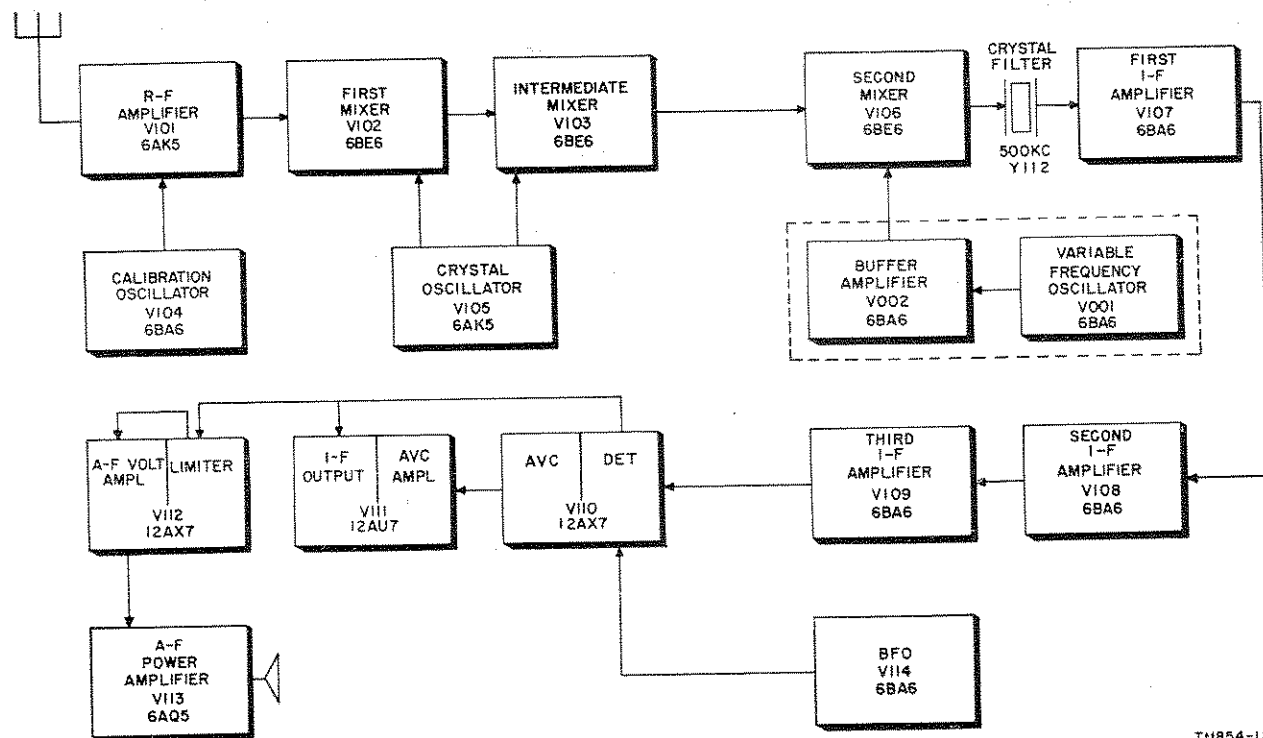 R-F
AMPLIFIER
V101
6AK5
FIRST
MIXER
V102
6BE6
INTERMEDIATE
MIXER
V103
6BE6
SECOND
MIXER
V106
6BE6
CRYSTAL
FILTER
500KC
Y112
FIRST
I-F
AMPLIFIER
V107
6BA6
CALIBRATION
OSCILLATOR
V104
6BA6
CRYSTAL
OSCILLATOR
V105
6AK5
BUFFER
AMPLIFIER
V002
6BA6
VARIABLE
FREQUENCY
OSCILLATOR
V001
6BA6
A-F VOLT
AMPL
LIMITER
V112
12AX7
I-F
OUTPUT
AVC
AMPL
V111
12AU7
AVC
DET
V110
12AX7
THIRD
I-F
AMPLIFIER
V109
6BA6
SECOND
I-F
AMPLIFIER
V108
6BA6
A-F
POWER
AMPLIFIER
V113
6AQ5
BFO
V114
6BA6